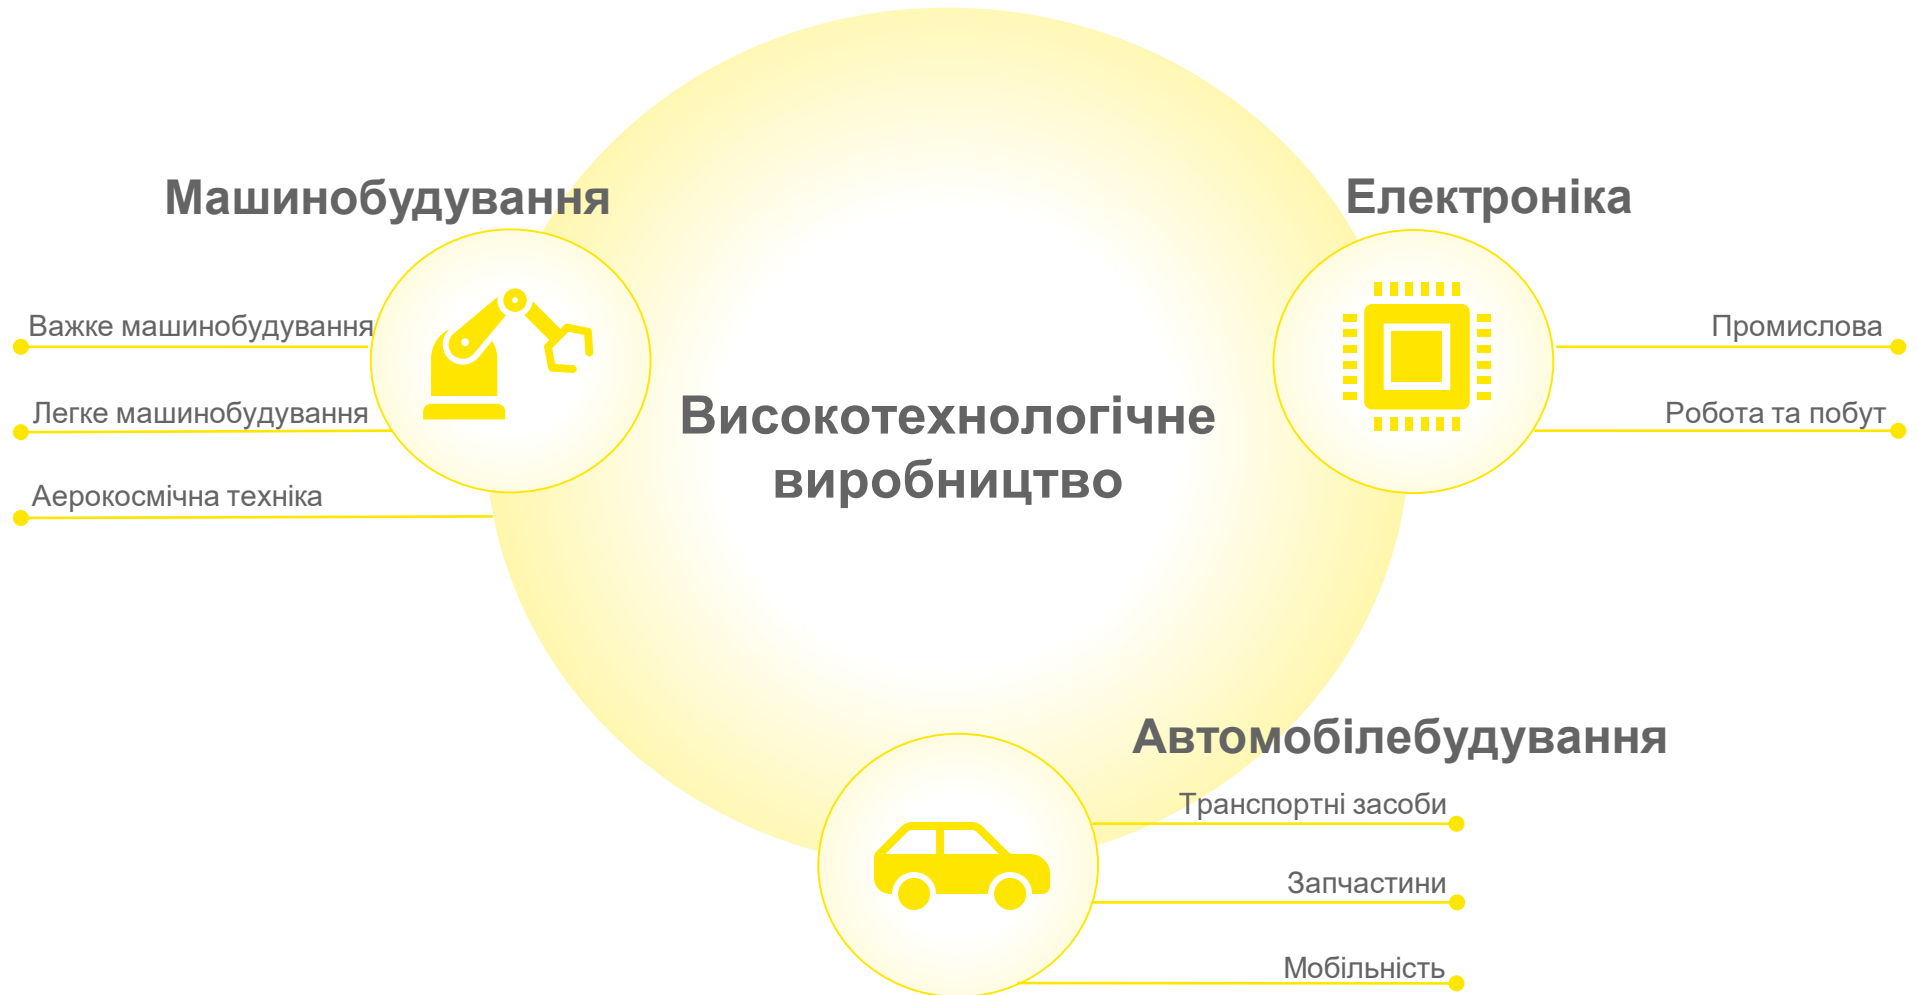 Машинобудування
Важке машинобудування
Легке машинобудування
Аерокосмічна техніка
Високотехнологічне
виробництво
Електроніка
Промислова
Робота та побут
Автомобілебудування
Транспортні засоби
Запчастини
Мобільність